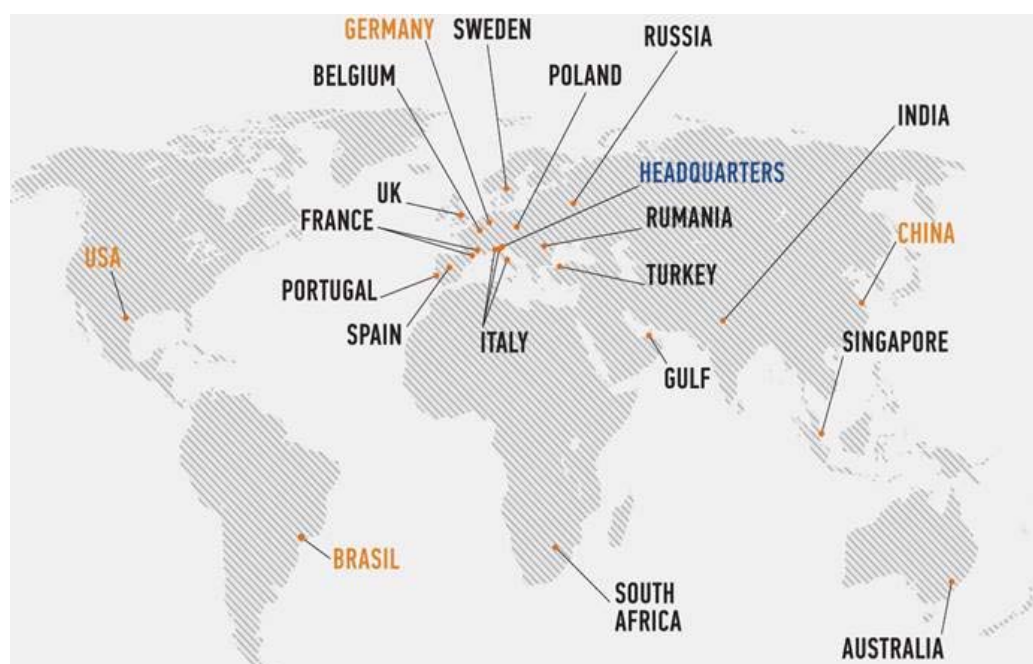 GERMANY
SWEDEN
RUSSIA
BELGIUM
POLAND
INDIA
HEADQUARTERS
UK
FRANCE
RUMANIA
CHINA
USA
PORTUGAL
TURKEY
SPAIN
ITALY
SINGAPORE
GULF
BRASIL
SOUTH
AFRICA
AUSTRALIA